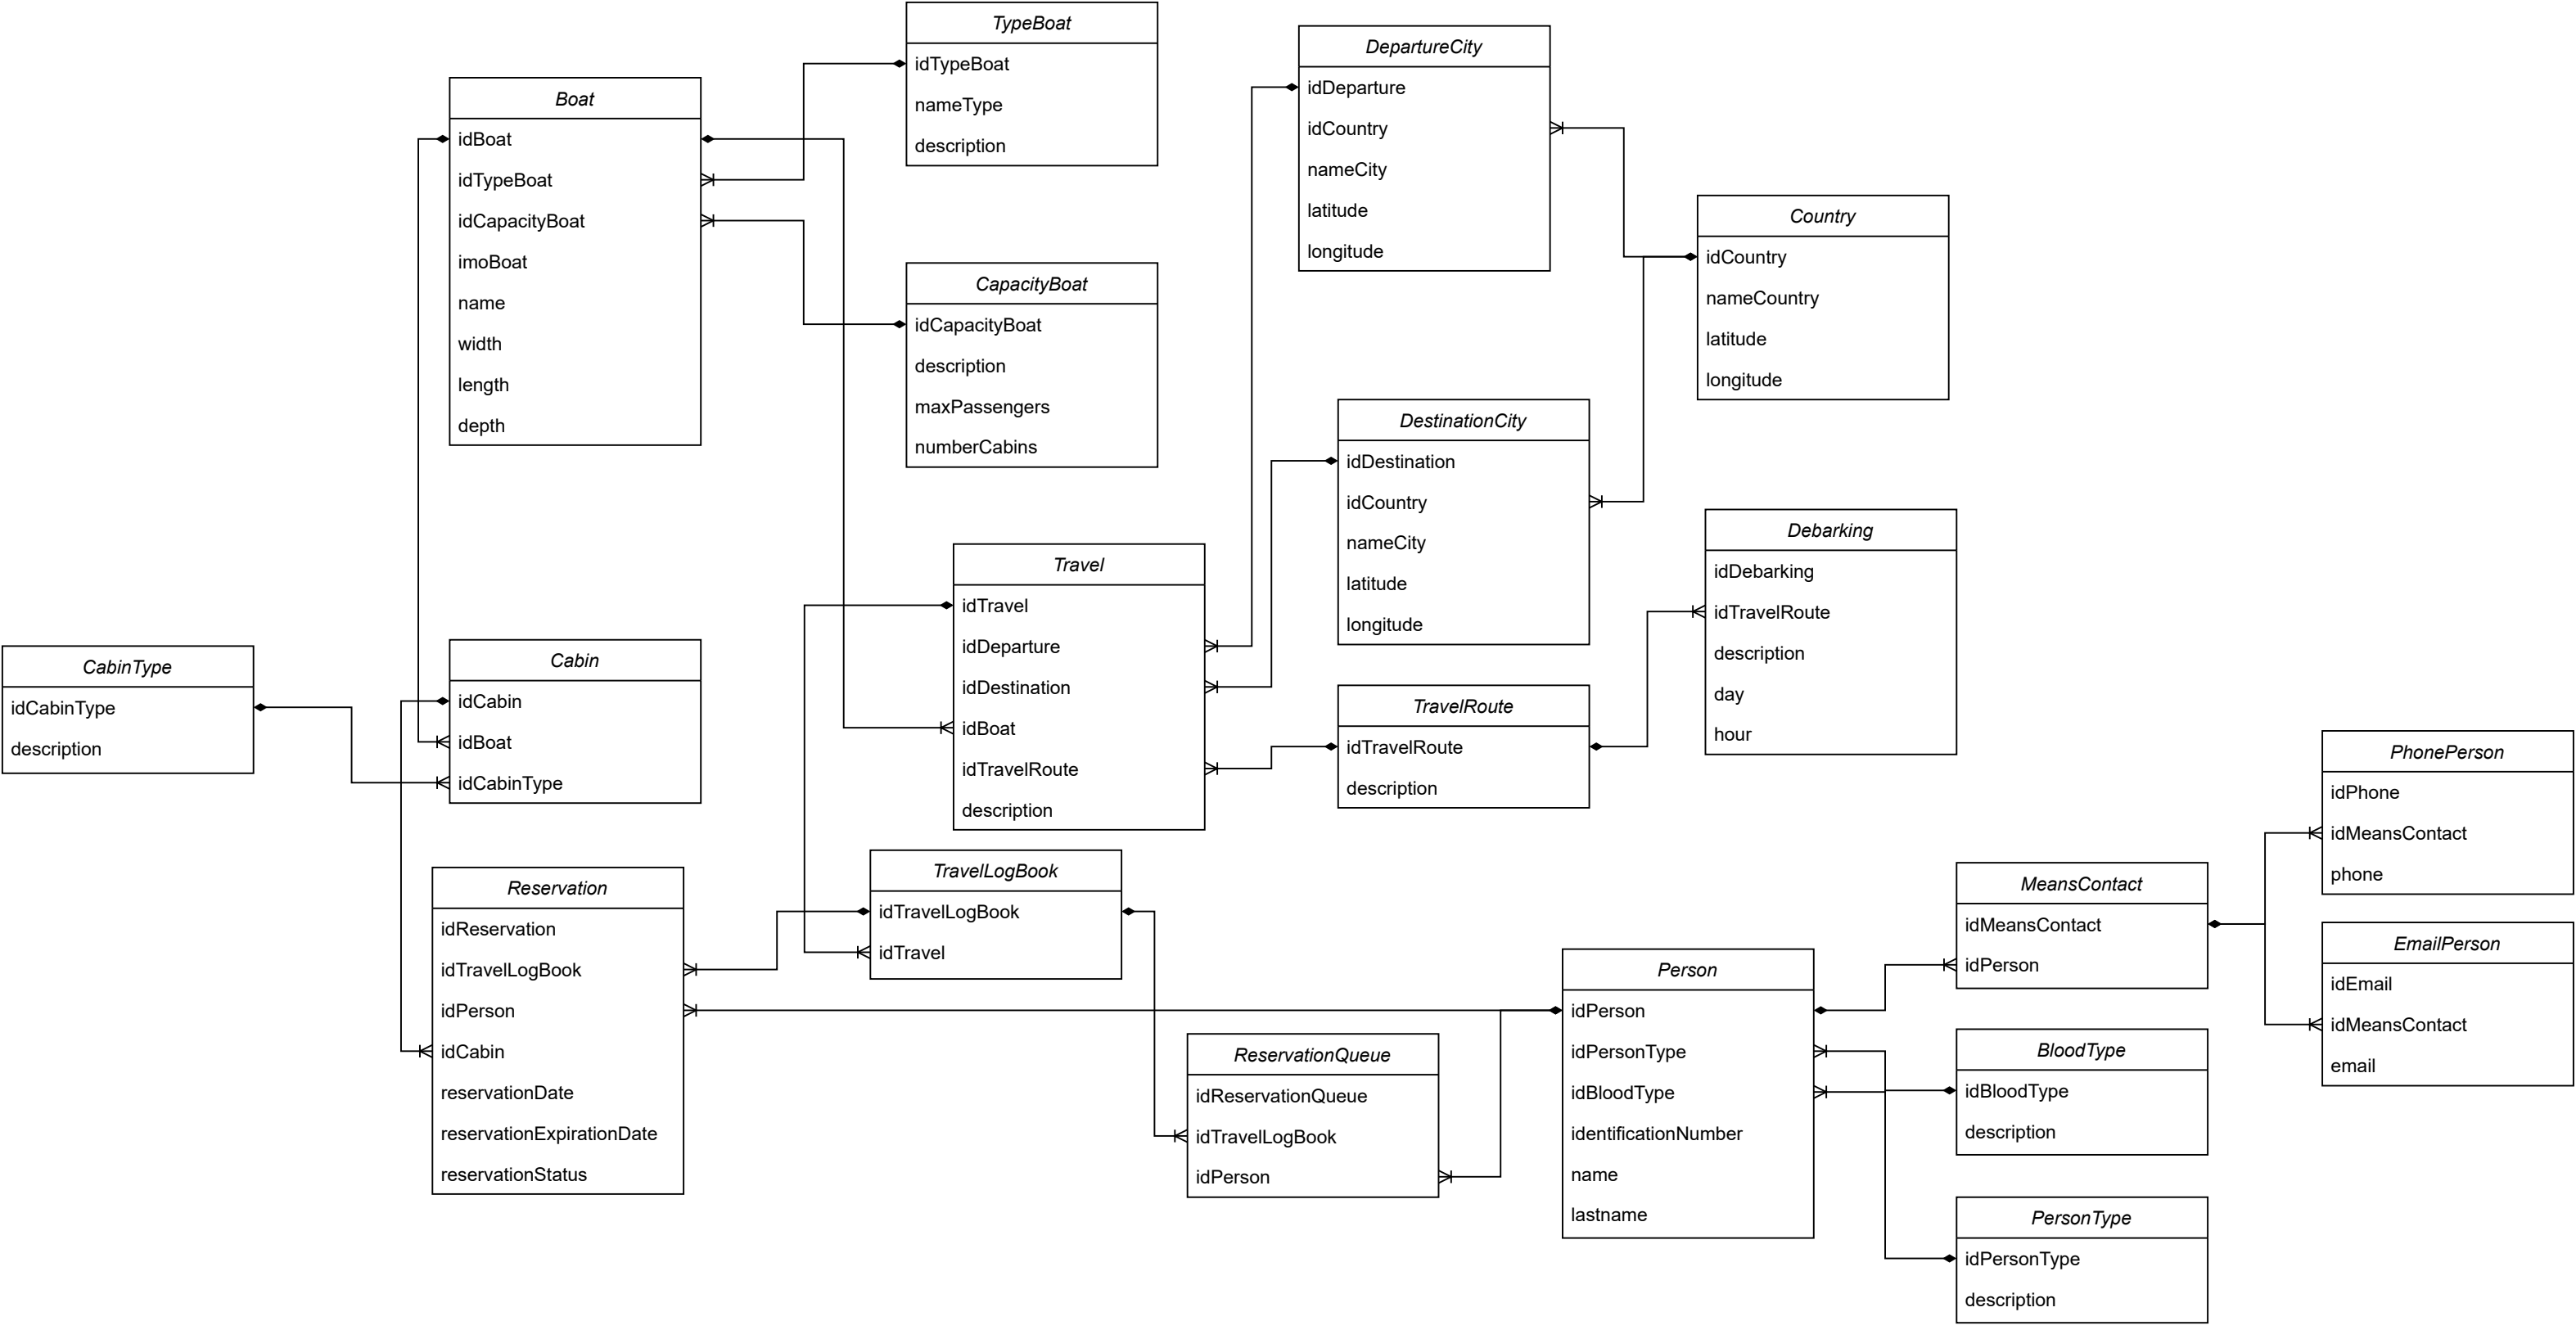 TypeBoat
idTypeBoat
nameType
description
DepartureCity
idDeparture
idCountry
nameCity
latitude
longitude
Boat
idBoat
idTypeBoat
idCapacityBoat
imoBoat
name
width
length
depth
Country
idCountry
nameCountry
latitude
longitude
CapacityBoat
idCapacityBoat
description
maxPassengers
numberCabins
DestinationCity
idDestination
idCountry
nameCity
latitude
longitude
Debarking
idDebarking
idTravelRoute
description
day
hour
Travel
idTravel
idDeparture
idDestination
idBoat
idTravelRoute
description
CabinType
idCabinType
description
Cabin
idCabin
idBoat
idCabinType
TravelRoute
idTravelRoute
description
PhonePerson
idPhone
idMeansContact
phone
Reservation
idReservation
idTravelLogBook
idPerson
idCabin
reservationDate
reservationExpirationDate
reservationStatus
TravelLogBook
idTravelLogBook
idTravel
MeansContact
idMeansContact
idPerson
EmailPerson
idEmail
idMeansContact
email
Person
idPerson
idPersonType
idBloodType
identificationNumber
name
lastname
ReservationQueue
idReservationQueue
idTravelLogBook
idPerson
BloodType
idBloodType
description
PersonType
idPersonType
description